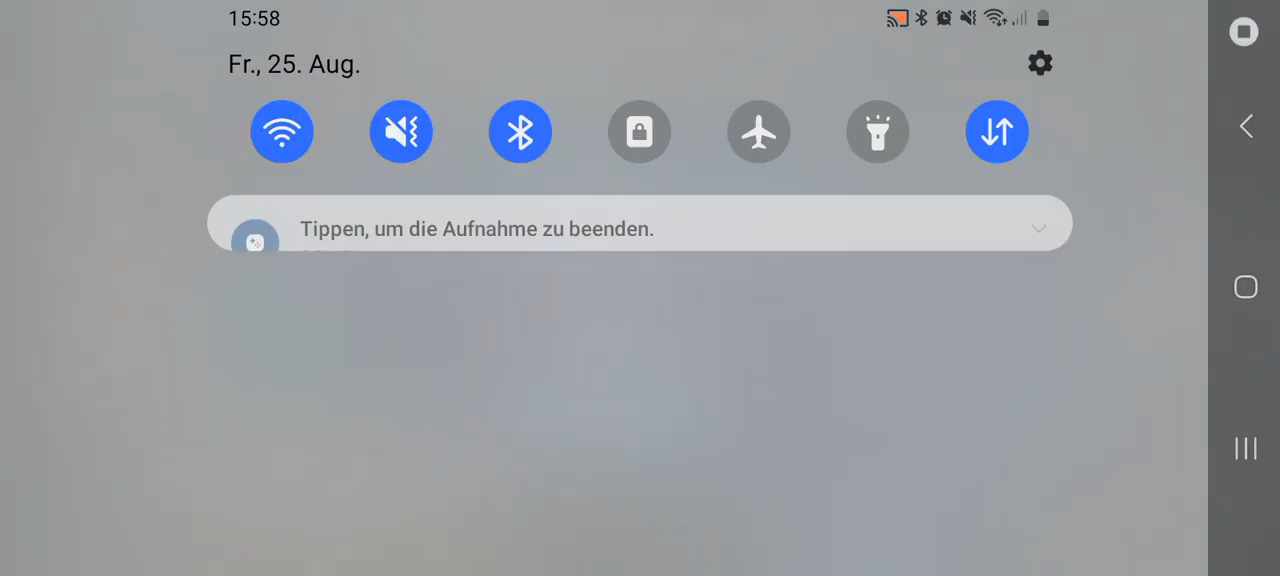 15:58
Fr., 25. Aug.
Tippen, um die Aufnahme zu beenden.